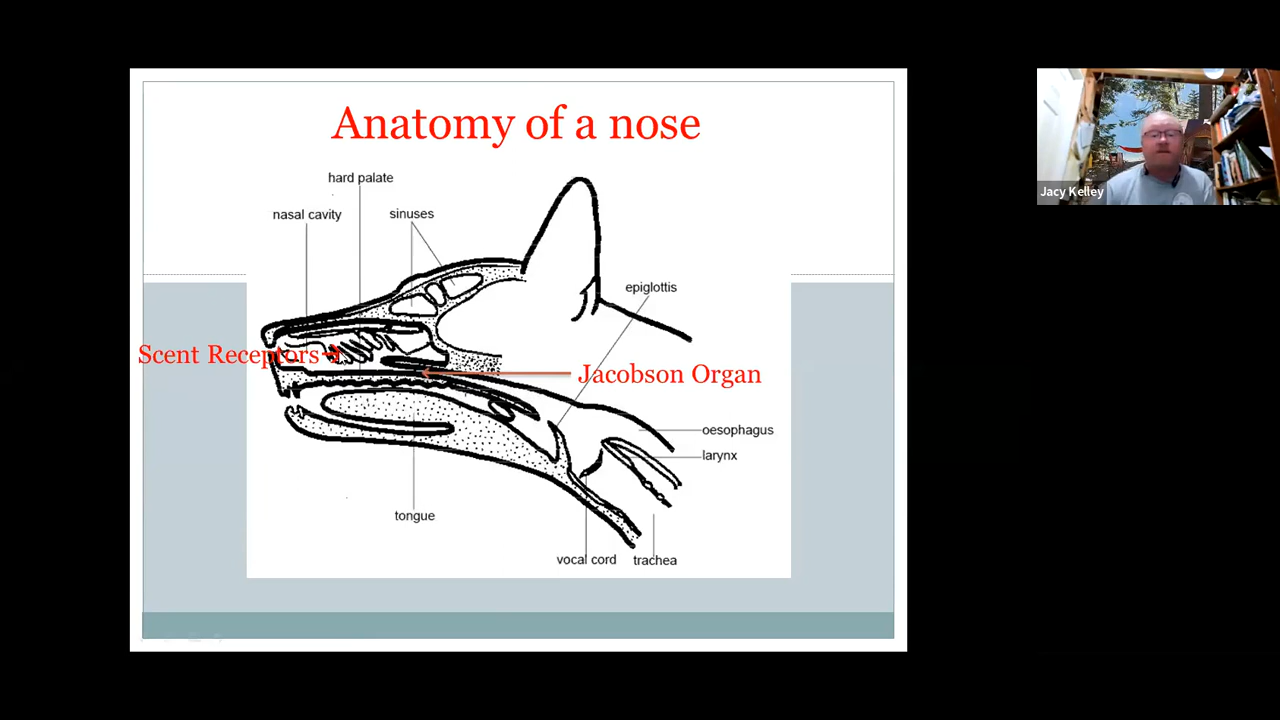 Anatomy of a nose
hard palate
nasal cavity
sinuses
epiglottis
Scent Receptors→
Jacobson Organ
oesophagus
larynx
tongue
vocal cord
trachea
Jacy Kelley